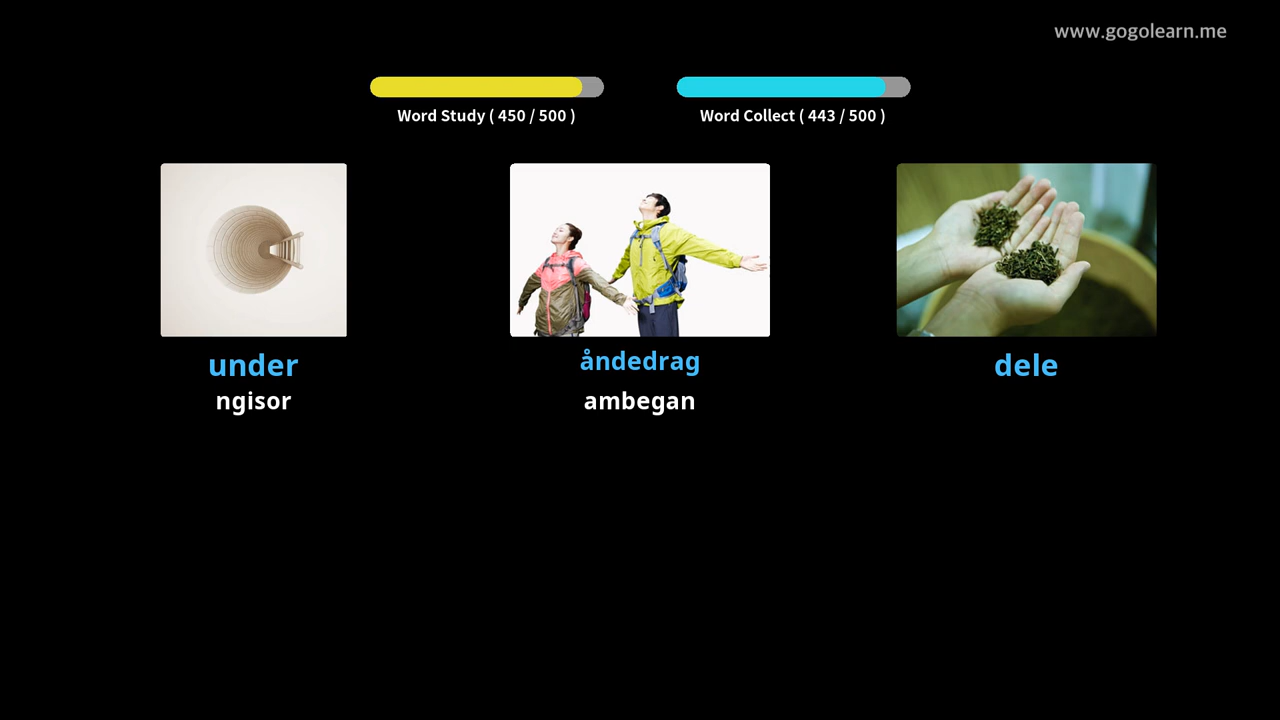 www.gogolearn.me
Word Study ( 450 / 500 )
Word Collect ( 443 / 500 )
under
ngisor
åndedrag
ambegan
dele